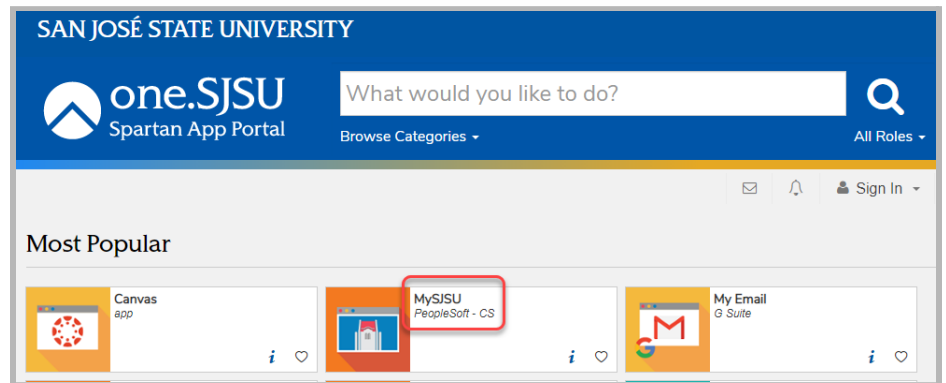 SAN JOSÉ STATE UNIVERSITY
one.SJSU
Spartan App Portal
What would you like to do?
Browse Categories
All Roles
Sign In
Most Popular
Canvas
app
i
MySJSU
PeopleSoft - CS
i
My Email
G Suite
i